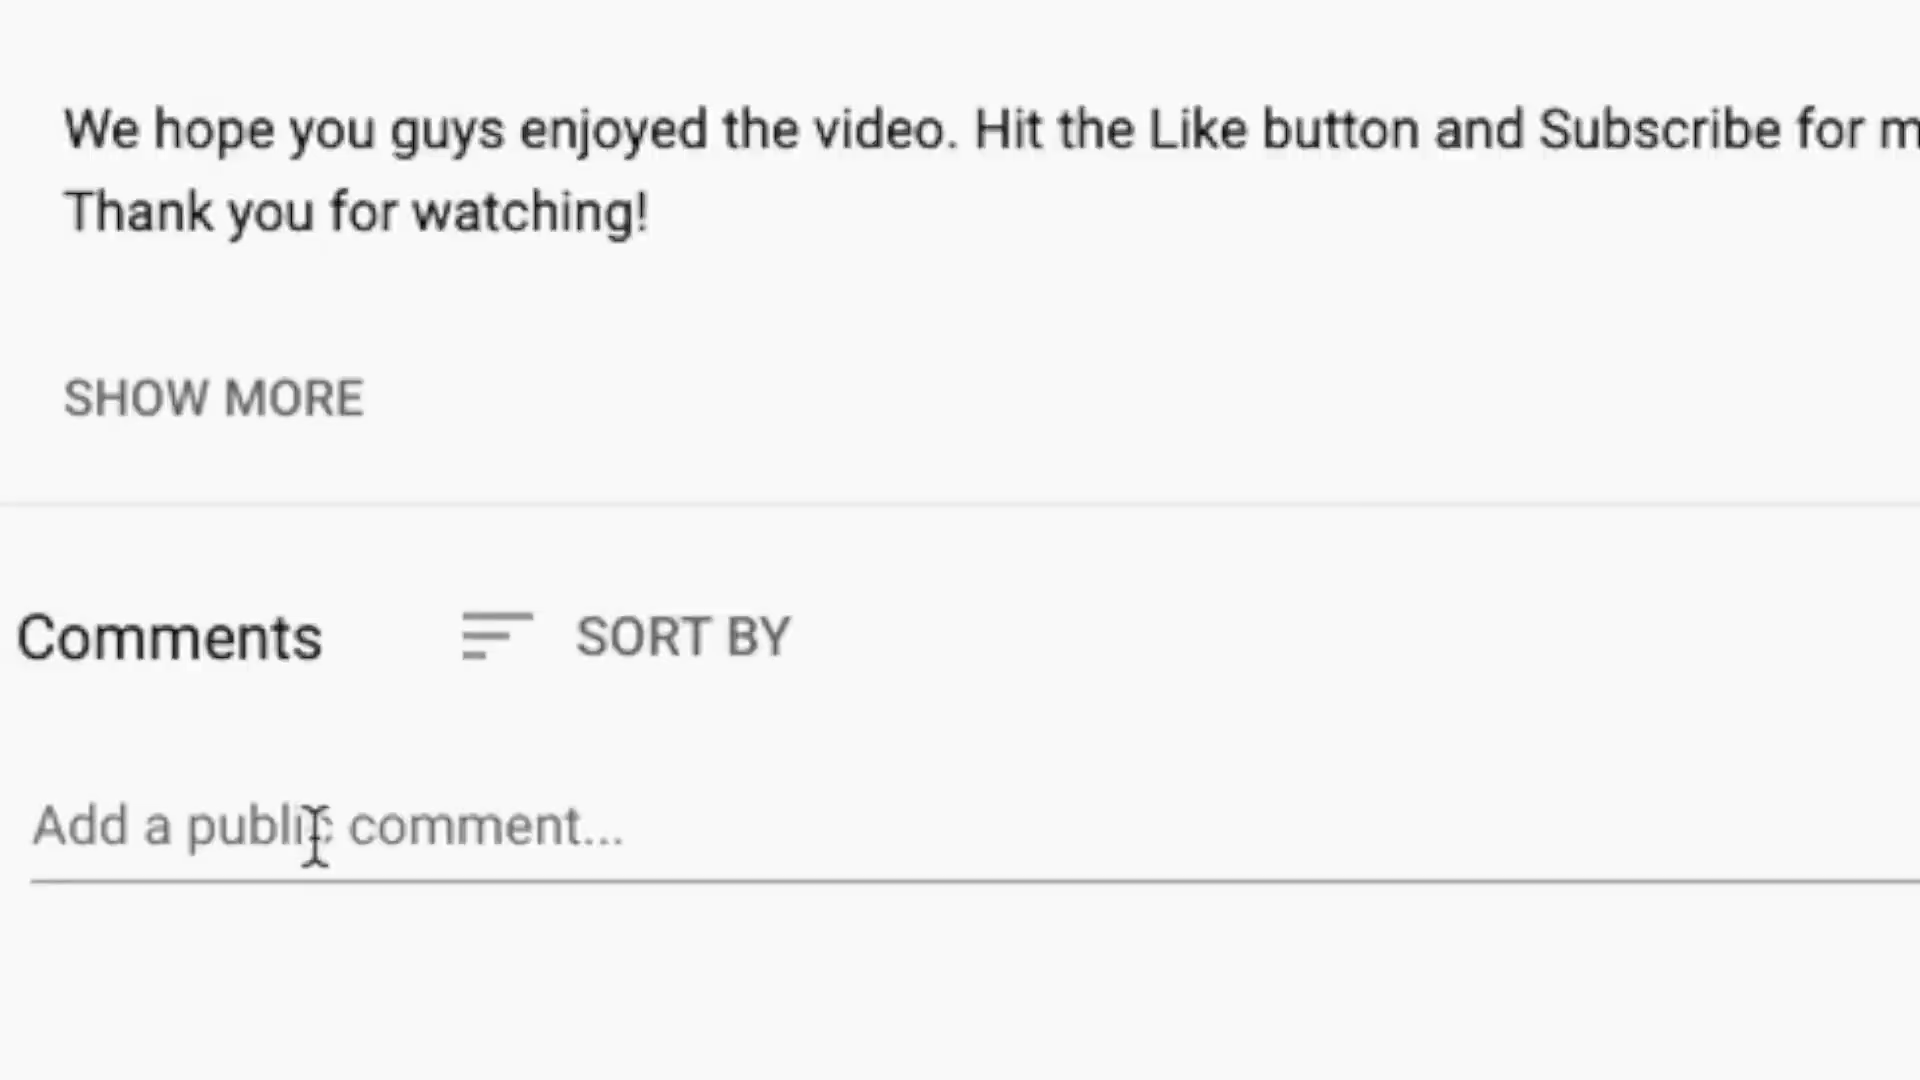 We hope you guys enjoyed the video. Hit the Like button and Subscribe for m
Thank you for watching!
SHOW MORE
Comments
SORT BY
Add a public comment...